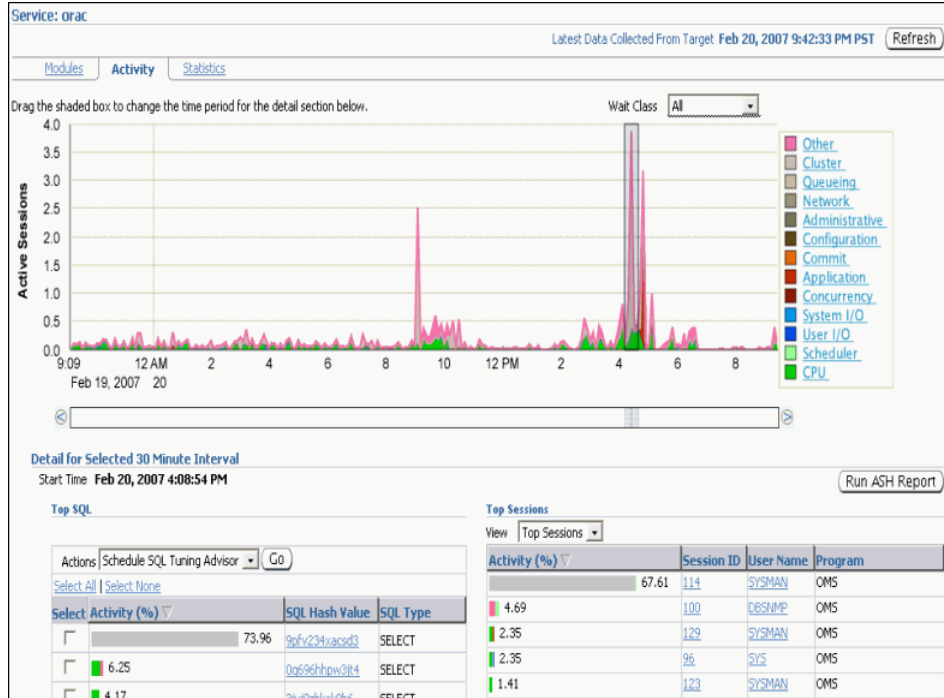 Service: orac
Latest Data Collected From Target Feb 20, 2007 9:42:33 PM PST Refresh
Modules Activity Statistics
Drag the shaded box to change the time period for the detail section below.
Wait Class All
4.0
3.5
3.0
2.5
2.0
1.5
1.0
0.5
0.0
Active Sessions
9:09 12 AM 2 4 6 8 10 12 PM 2 4 6 8
Feb 19, 2007 20
Other
Cluster
Queueing
Network
Administrative
Configuration
Commit
Application
Concurrency
System I/O
User I/O
Scheduler
CPU
Detail for Selected 30 Minute Interval
Start Time Feb 20, 2007 4:08:54 PM
Run ASH Report
Top SQL
Actions Schedule SQL Tuning Advisor Go
Select All | Select None
Select Activity (%) SQL Hash Value SQL Type
73.96 9pfv234xacsd3 SELECT
6.25 0q696hhpw3jt4 SELECT
4.17 SELECT
Top Sessions
View Top Sessions
Activity (%) Session ID User Name Program
67.61 114 SYSMAN OMS
4.69 100 DBSNMP OMS
2.35 129 SYSMAN OMS
2.35 96 SYS OMS
1.41 123 SYSMAN OMS